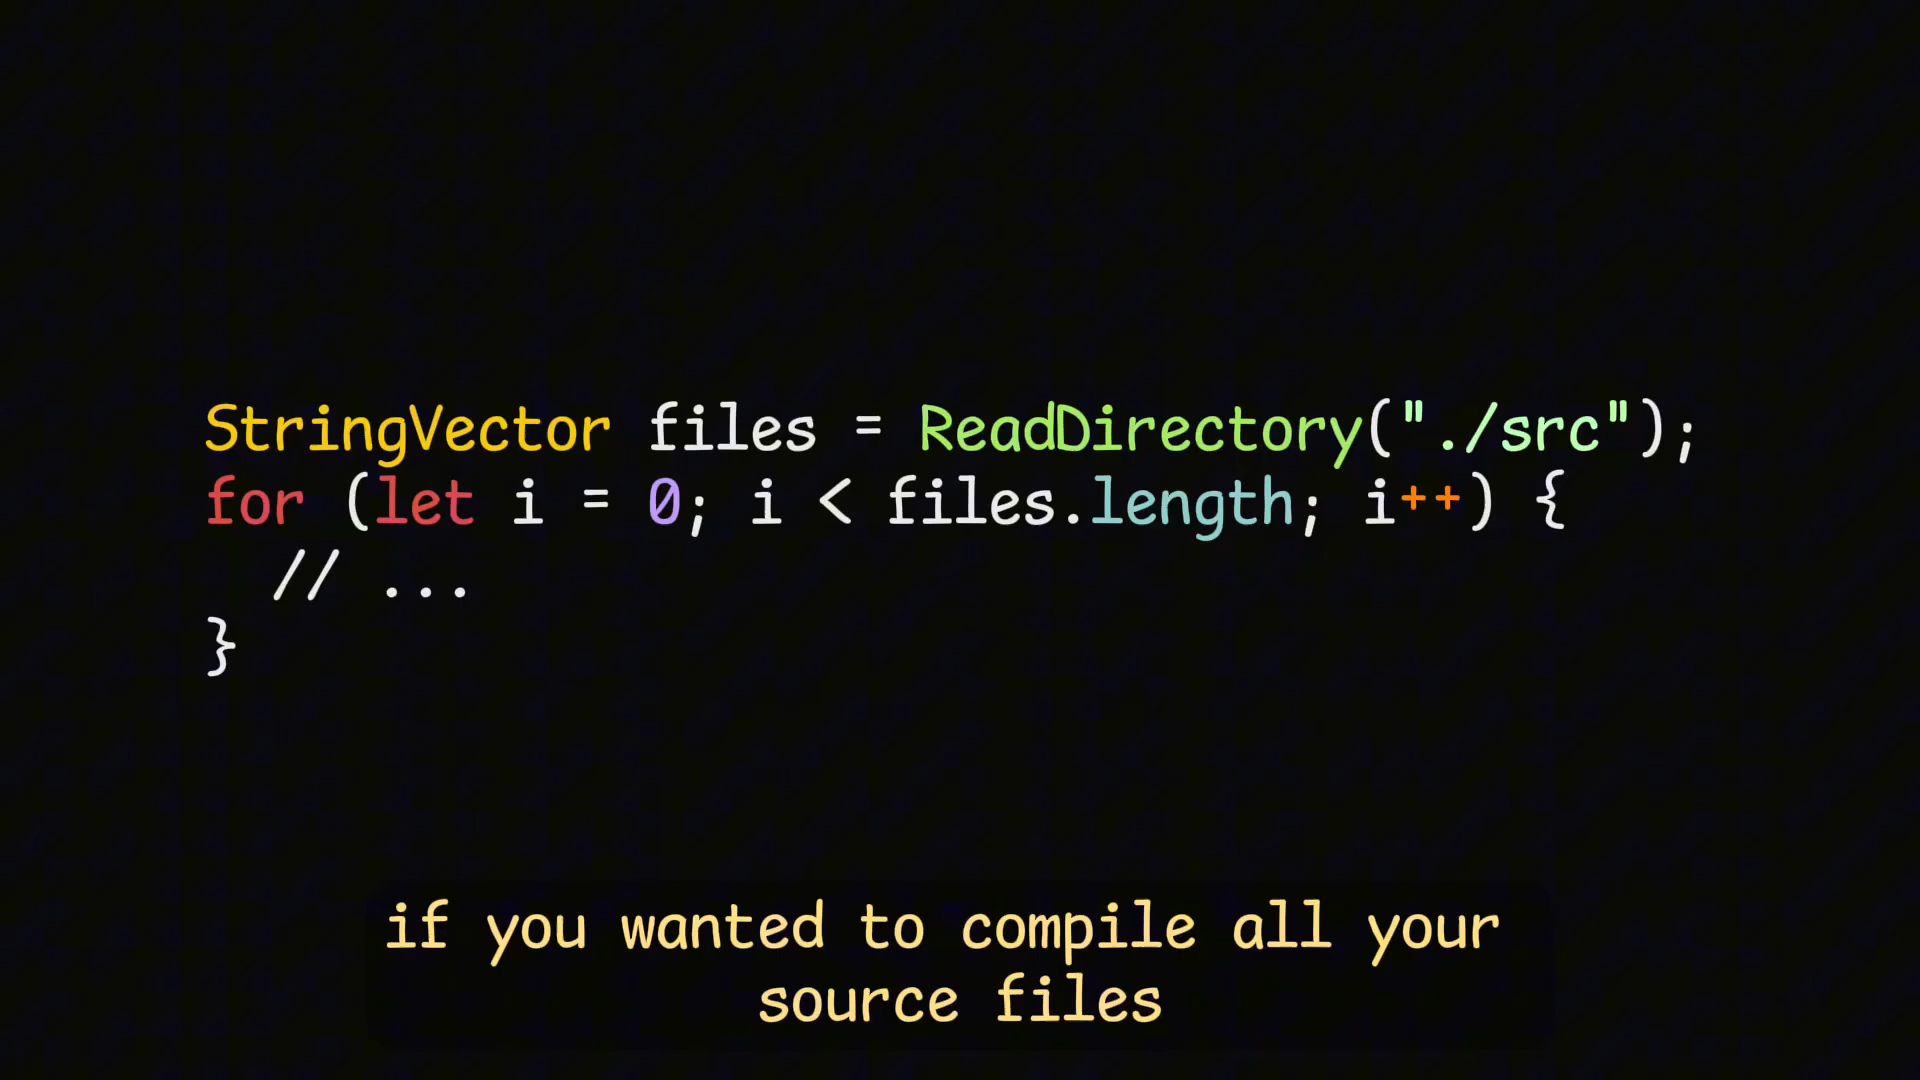 StringVector files = ReadDirectory("./src");
for (let i = 0; i < files.length; i++) {
  // ...
}
if you wanted to compile all your
source files